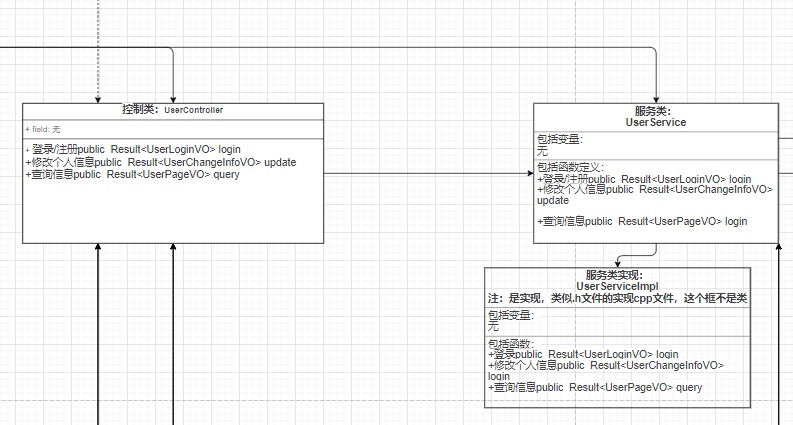 控制类：UserController
+ field: 无
+ 登录/注册public Result<UserLoginVO> login
+修改个人信息public Result<UserChangeInfoVO> update
+查询信息public Result<UserPageVO> query
服务类：
UserService
包括变量：
无
包括函数定义：
+登录/注册public Result<UserLoginVO> login
+修改个人信息public Result<UserChangeInfoVO>
update
+查询信息public Result<UserPageVO> login
服务类实现：
UserServiceImpl
注：是实现，类似.h文件的实现cpp文件，这个框不是类
包括变量：
无
包括函数：
+登录public Result<UserLoginVO> login
+修改个人信息public Result<UserChangeInfoVO>
login
+查询信息public Result<UserPageVO> query